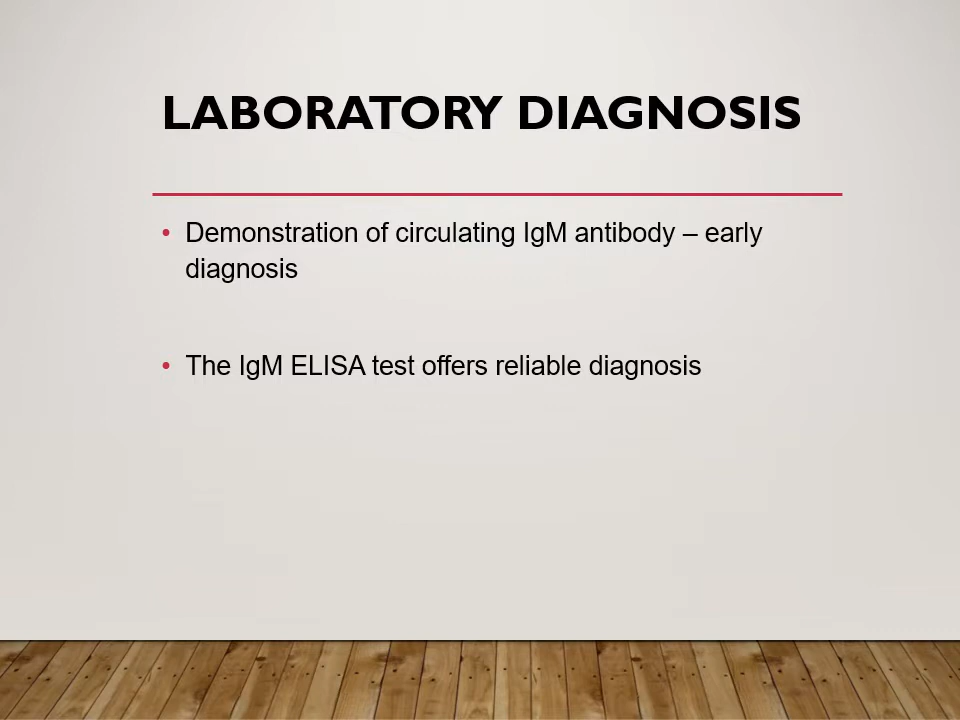 LABORATORY DIAGNOSIS
• Demonstration of circulating IgM antibody – early
diagnosis
• The IgM ELISA test offers reliable diagnosis